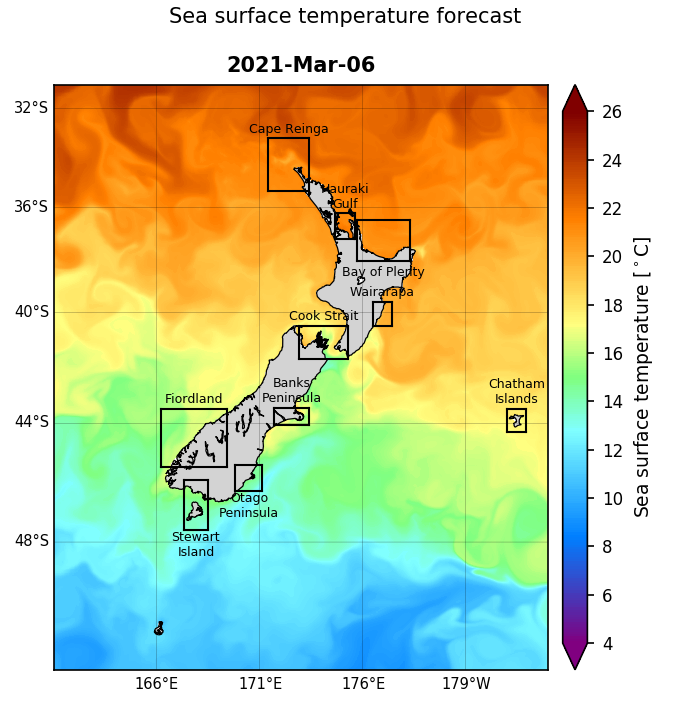 Sea surface temperature forecast
2021-Mar-06
32°S
36°S
40°S
44°S
48°S
Cape Reinga
Hauraki
Gulf
Bay of Plenty
Wairarapa
Cook Strait
Banks
Peninsula
Fiordland
Chatham
Islands
Otago
Peninsula
Stewart
Island
166°E
171°E
176°E
179°W
26
24
22
20
18
16
14
12
10
8
6
4
Sea surface temperature [°C]